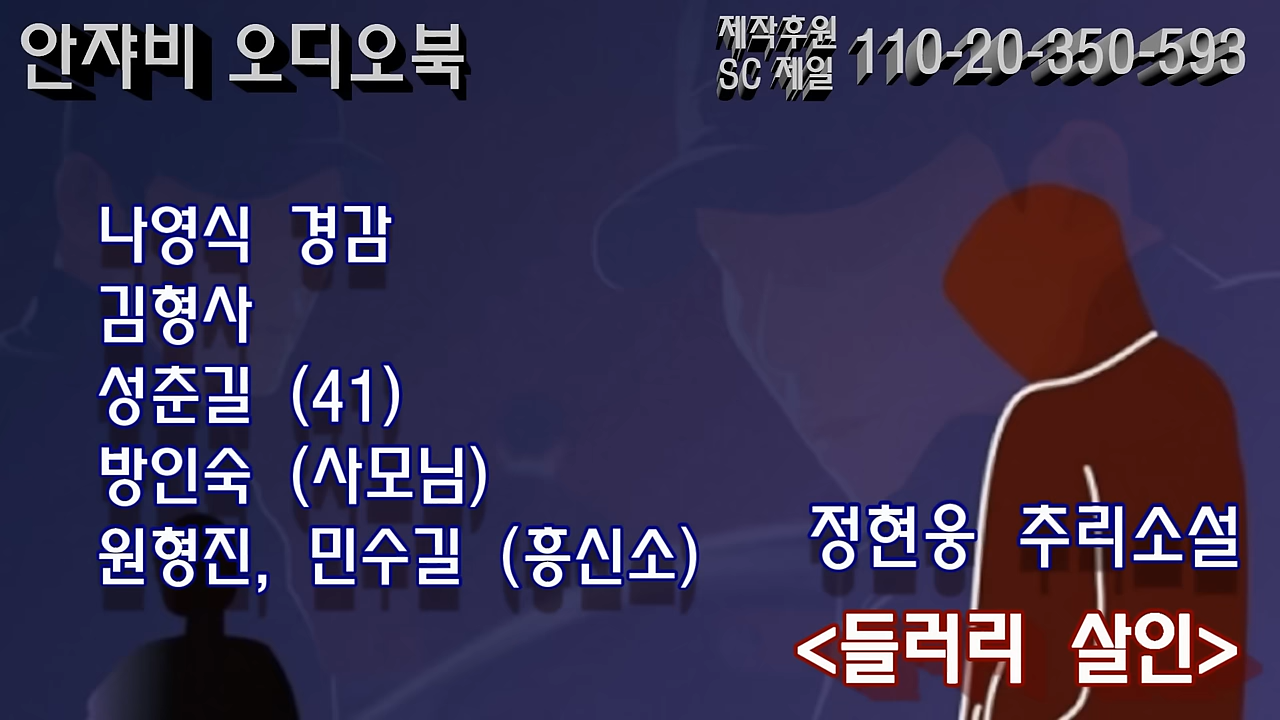 안쟈비 오디오북
제작후원
SC 제일
110-20-350-593
나영식 경감
김형사
성춘길 (41)
방인숙 (사모님)
원형진, 민수길 (흥신소)
정현웅 추리소설
<들러리 살인>